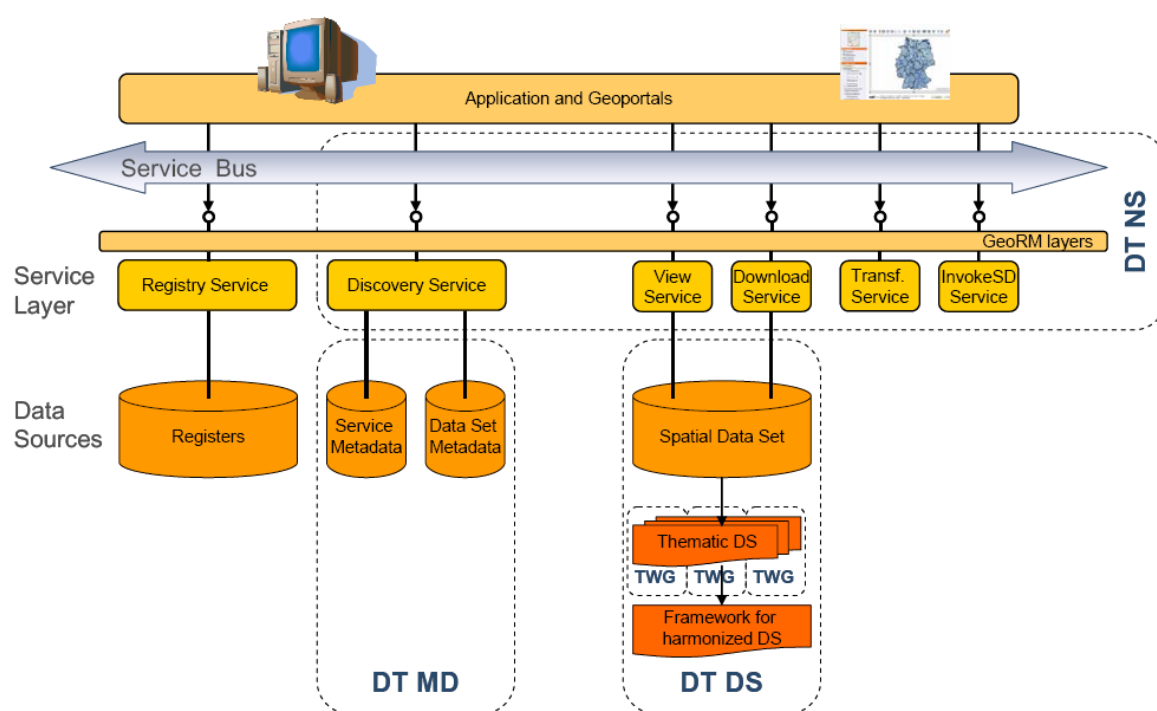 Application and Geoportals
Service Bus
DT NS
GeoRM layers
Service
Layer
Registry Service
Discovery Service
View
Service
Download
Service
Transf.
Service
InvokeSD
Service
Data
Sources
Registers
Service
Metadata
Data Set
Metadata
Spatial Data Set
Thematic DS
TWG TWG TWG
Framework for
harmonized DS
DT MD
DT DS